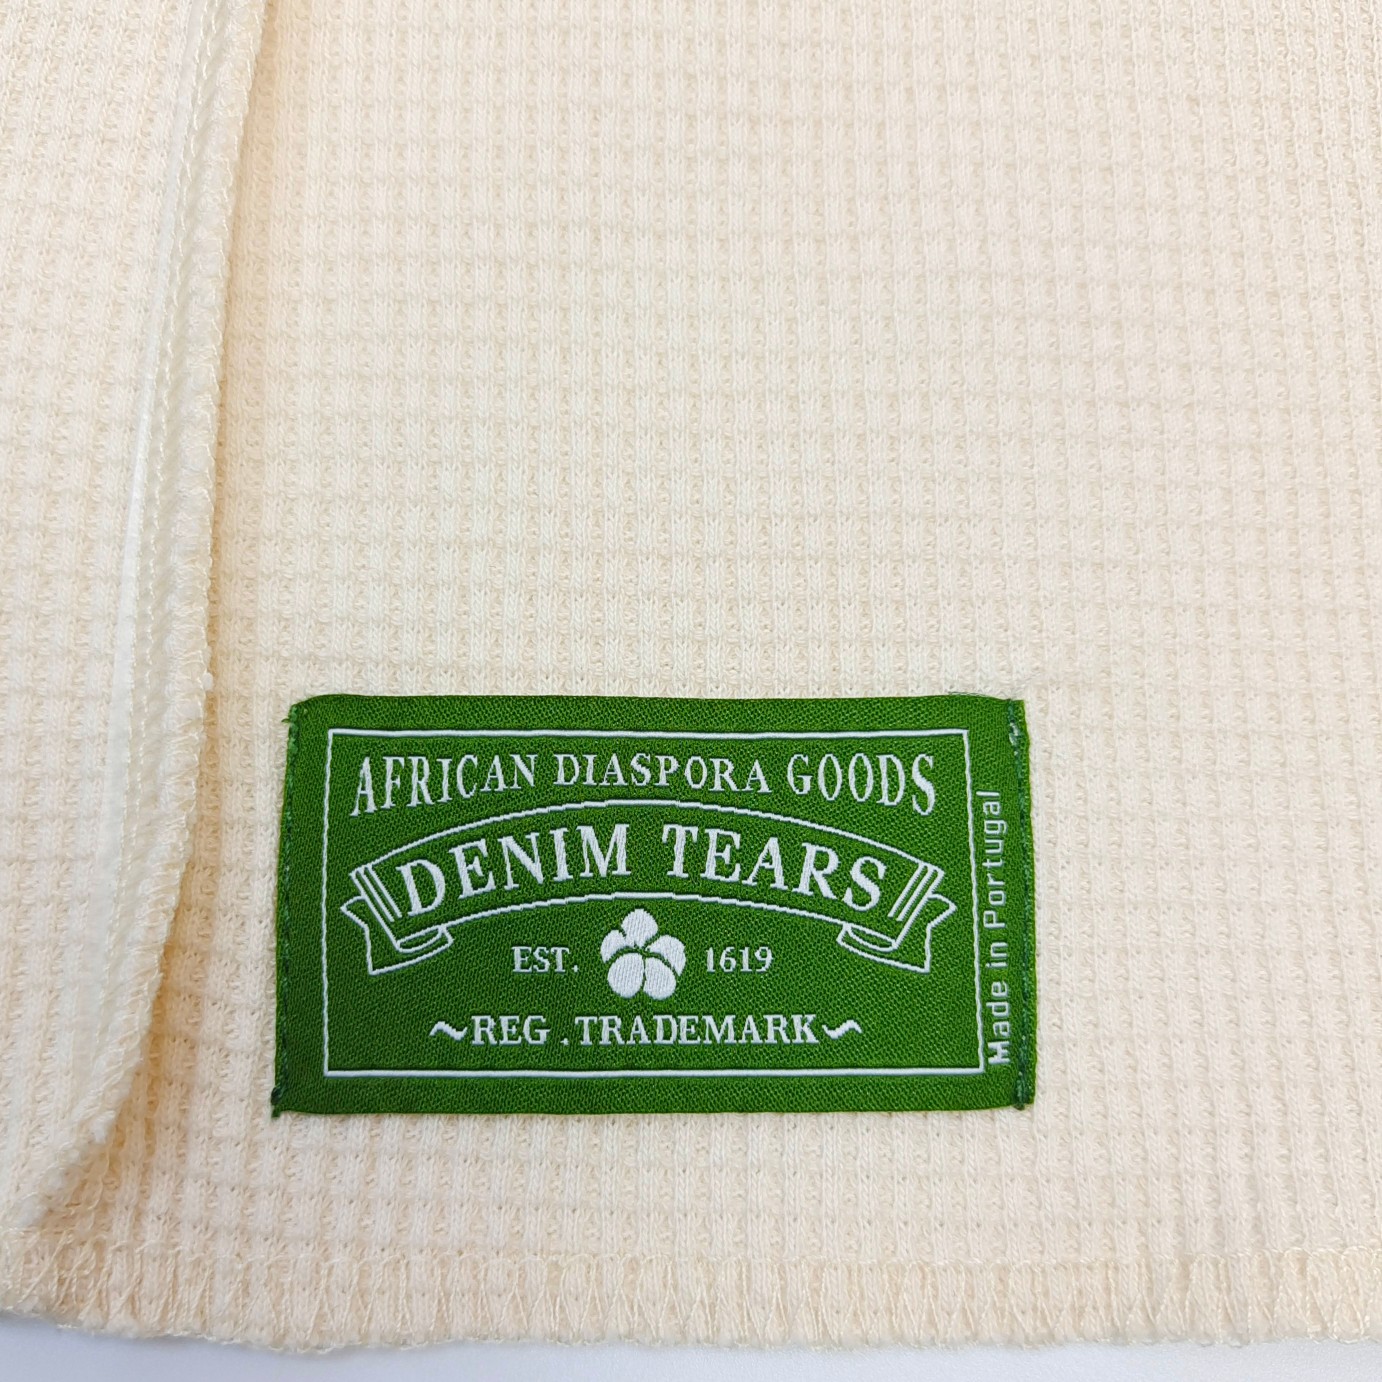 AFRICAN DIASPORA GOODS
DENIM TEARS
EST. 1619
REG .TRADEMARK
Made in Portugal